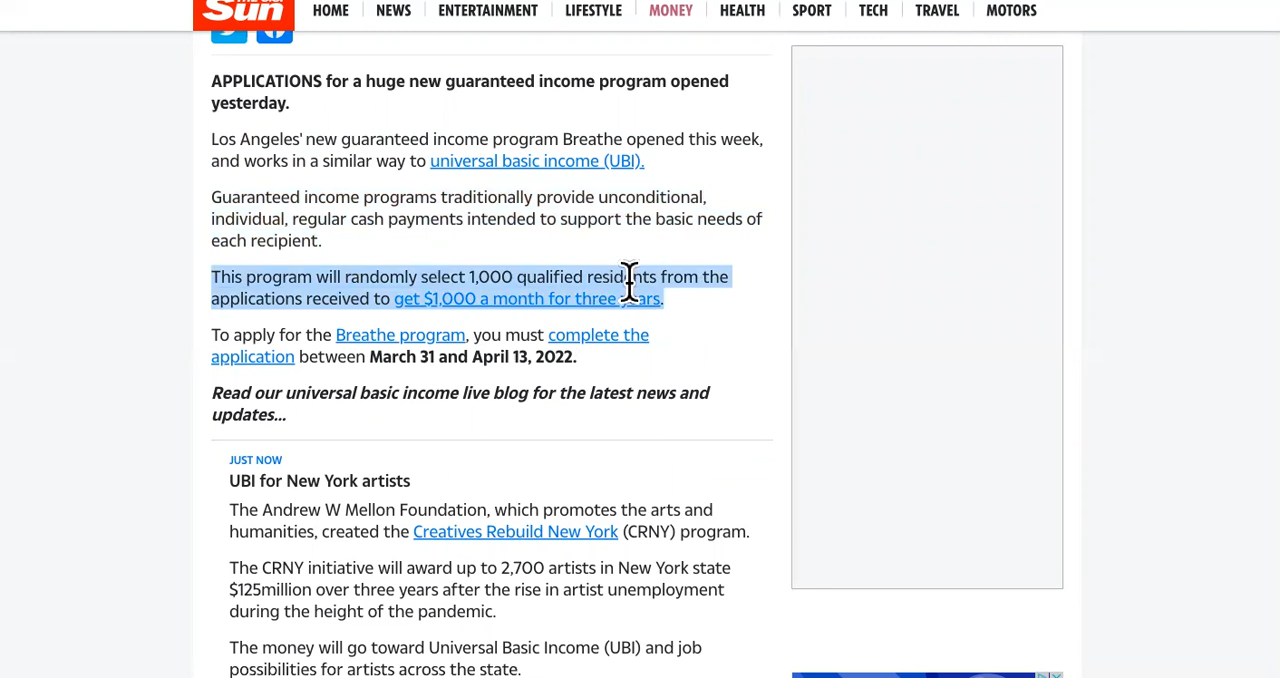 Sun
HOME NEWS ENTERTAINMENT LIFESTYLE MONEY HEALTH SPORT TECH TRAVEL MOTORS
APPLICATIONS for a huge new guaranteed income program opened
yesterday.
Los Angeles' new guaranteed income program Breathe opened this week,
and works in a similar way to universal basic income (UBI).
Guaranteed income programs traditionally provide unconditional,
individual, regular cash payments intended to support the basic needs of
each recipient.
This program will randomly select 1,000 qualified residents from the
applications received to get $1,000 a month for three years.
To apply for the Breathe program, you must complete the
application between March 31 and April 13, 2022.
Read our universal basic income live blog for the latest news and
updates...
JUST NOW
UBI for New York artists
The Andrew W Mellon Foundation, which promotes the arts and
humanities, created the Creatives Rebuild New York (CRNY) program.
The CRNY initiative will award up to 2,700 artists in New York state
$125million over three years after the rise in artist unemployment
during the height of the pandemic.
The money will go toward Universal Basic Income (UBI) and job
possibilities for artists across the state.